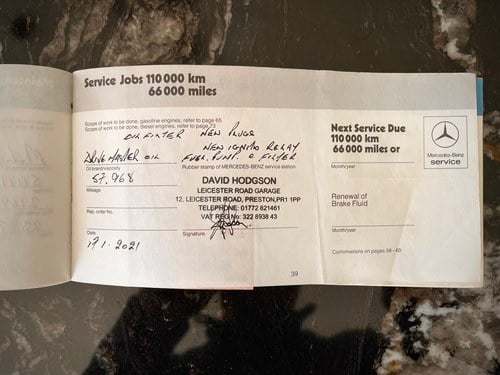 Service Jobs 110 000 km
66 000 miles
Scope of work to be done, gasoline engines, refer to page 65
Scope of work to be done, diesel engines, refer to page 73
OIL FILTER NEW PLUGS
NEW RELAY
OIL FUEL PUMP & FILTER
Oil brand/viscosity
Rubber stamp of MERCEDES-BENZ service station
57,968
Mileage
DAVID HODGSON
LEICESTER ROAD GARAGE
12, LEICESTER ROAD, PRESTON,PR1 1PP
TELEPHONE: 01772 821461
VAT REG No: 322 8938 43
Rep. order No.
Date
Signature
1 2021
39
Next Service Due
110 000 km
66 000 miles or
Month/year
Renewal of
Brake Fluid
Month/year
Confirmations on pages 58–60
Mercedes-Benz
service